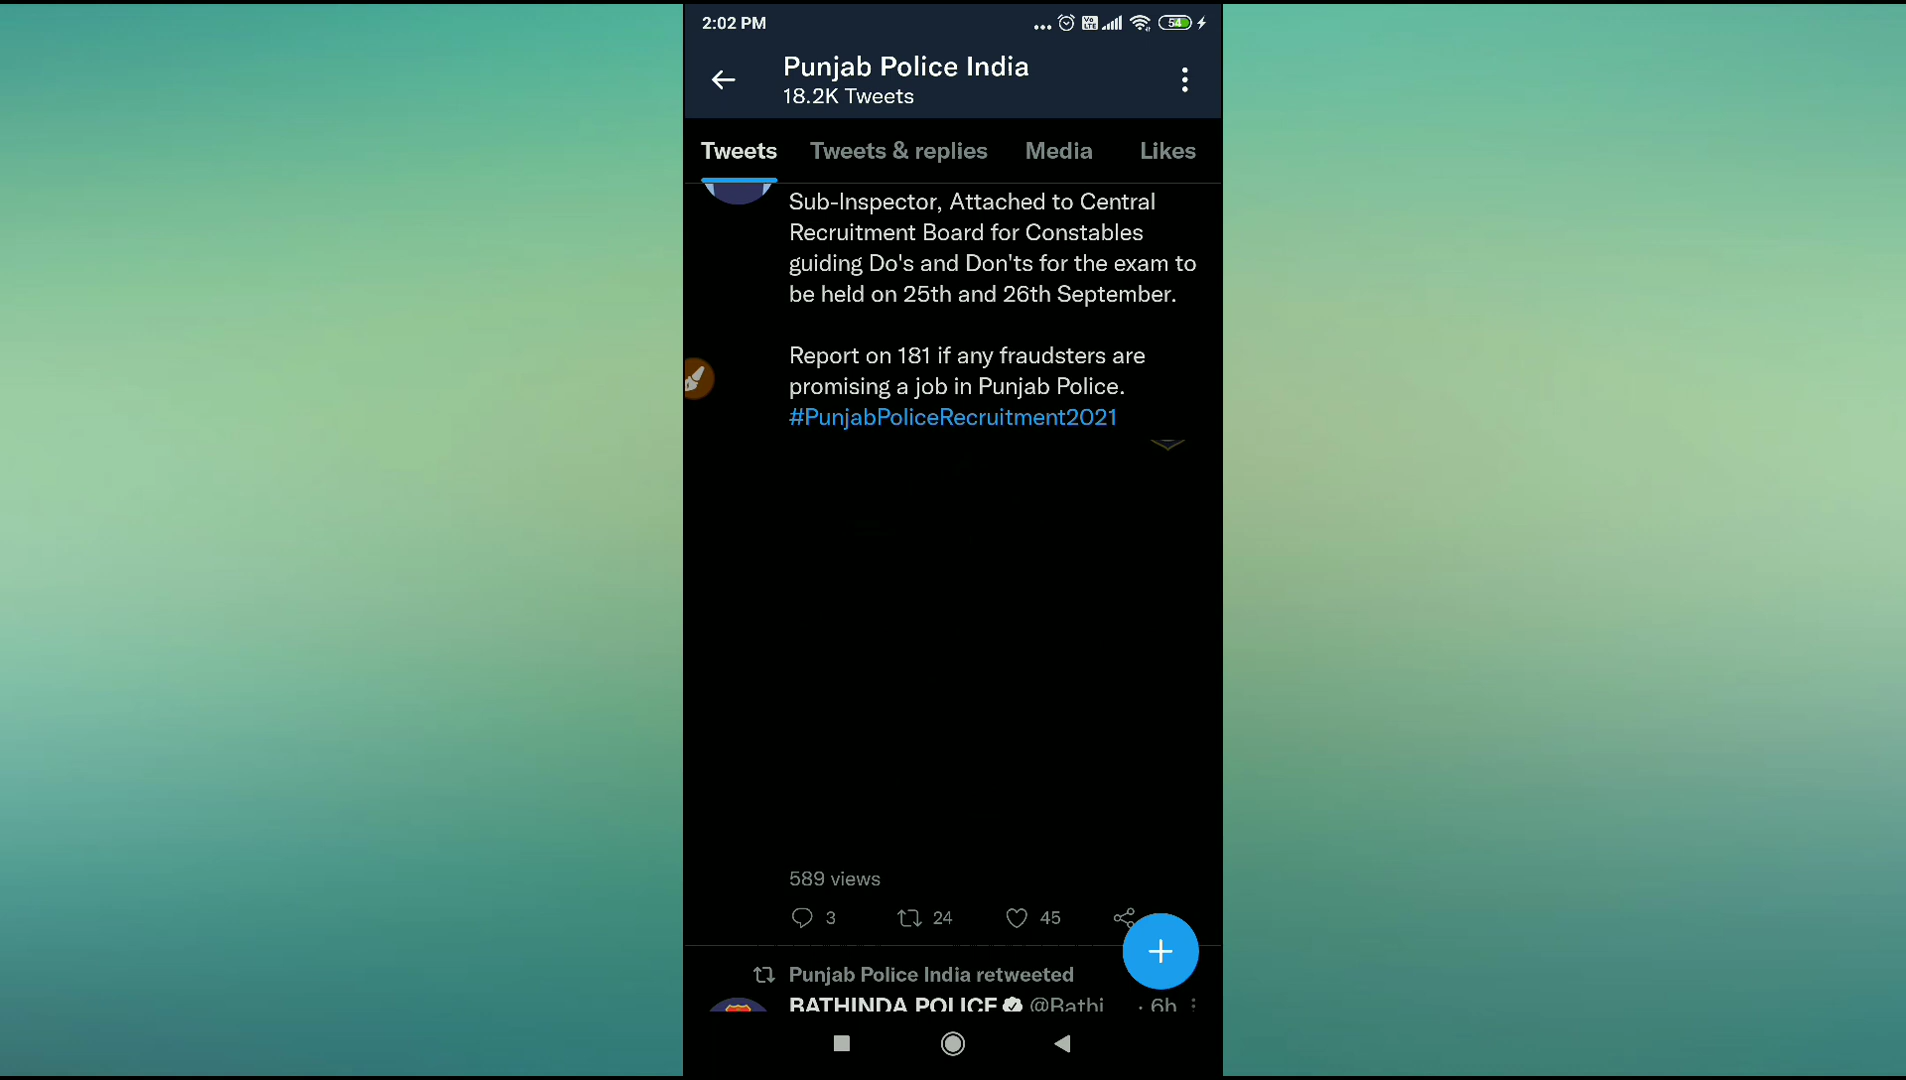 2:02 PM
54
Punjab Police India
18.2K Tweets
Tweets
Tweets & replies
Media
Likes
Sub-Inspector, Attached to Central
Recruitment Board for Constables
guiding Do's and Don'ts for the exam to
be held on 25th and 26th September.
Report on 181 if any fraudsters are
promising a job in Punjab Police.
#PunjabPoliceRecruitment2021
589 views
3
24
45
Punjab Police India retweeted
BATHINDA POLICE @Bathi · 6h